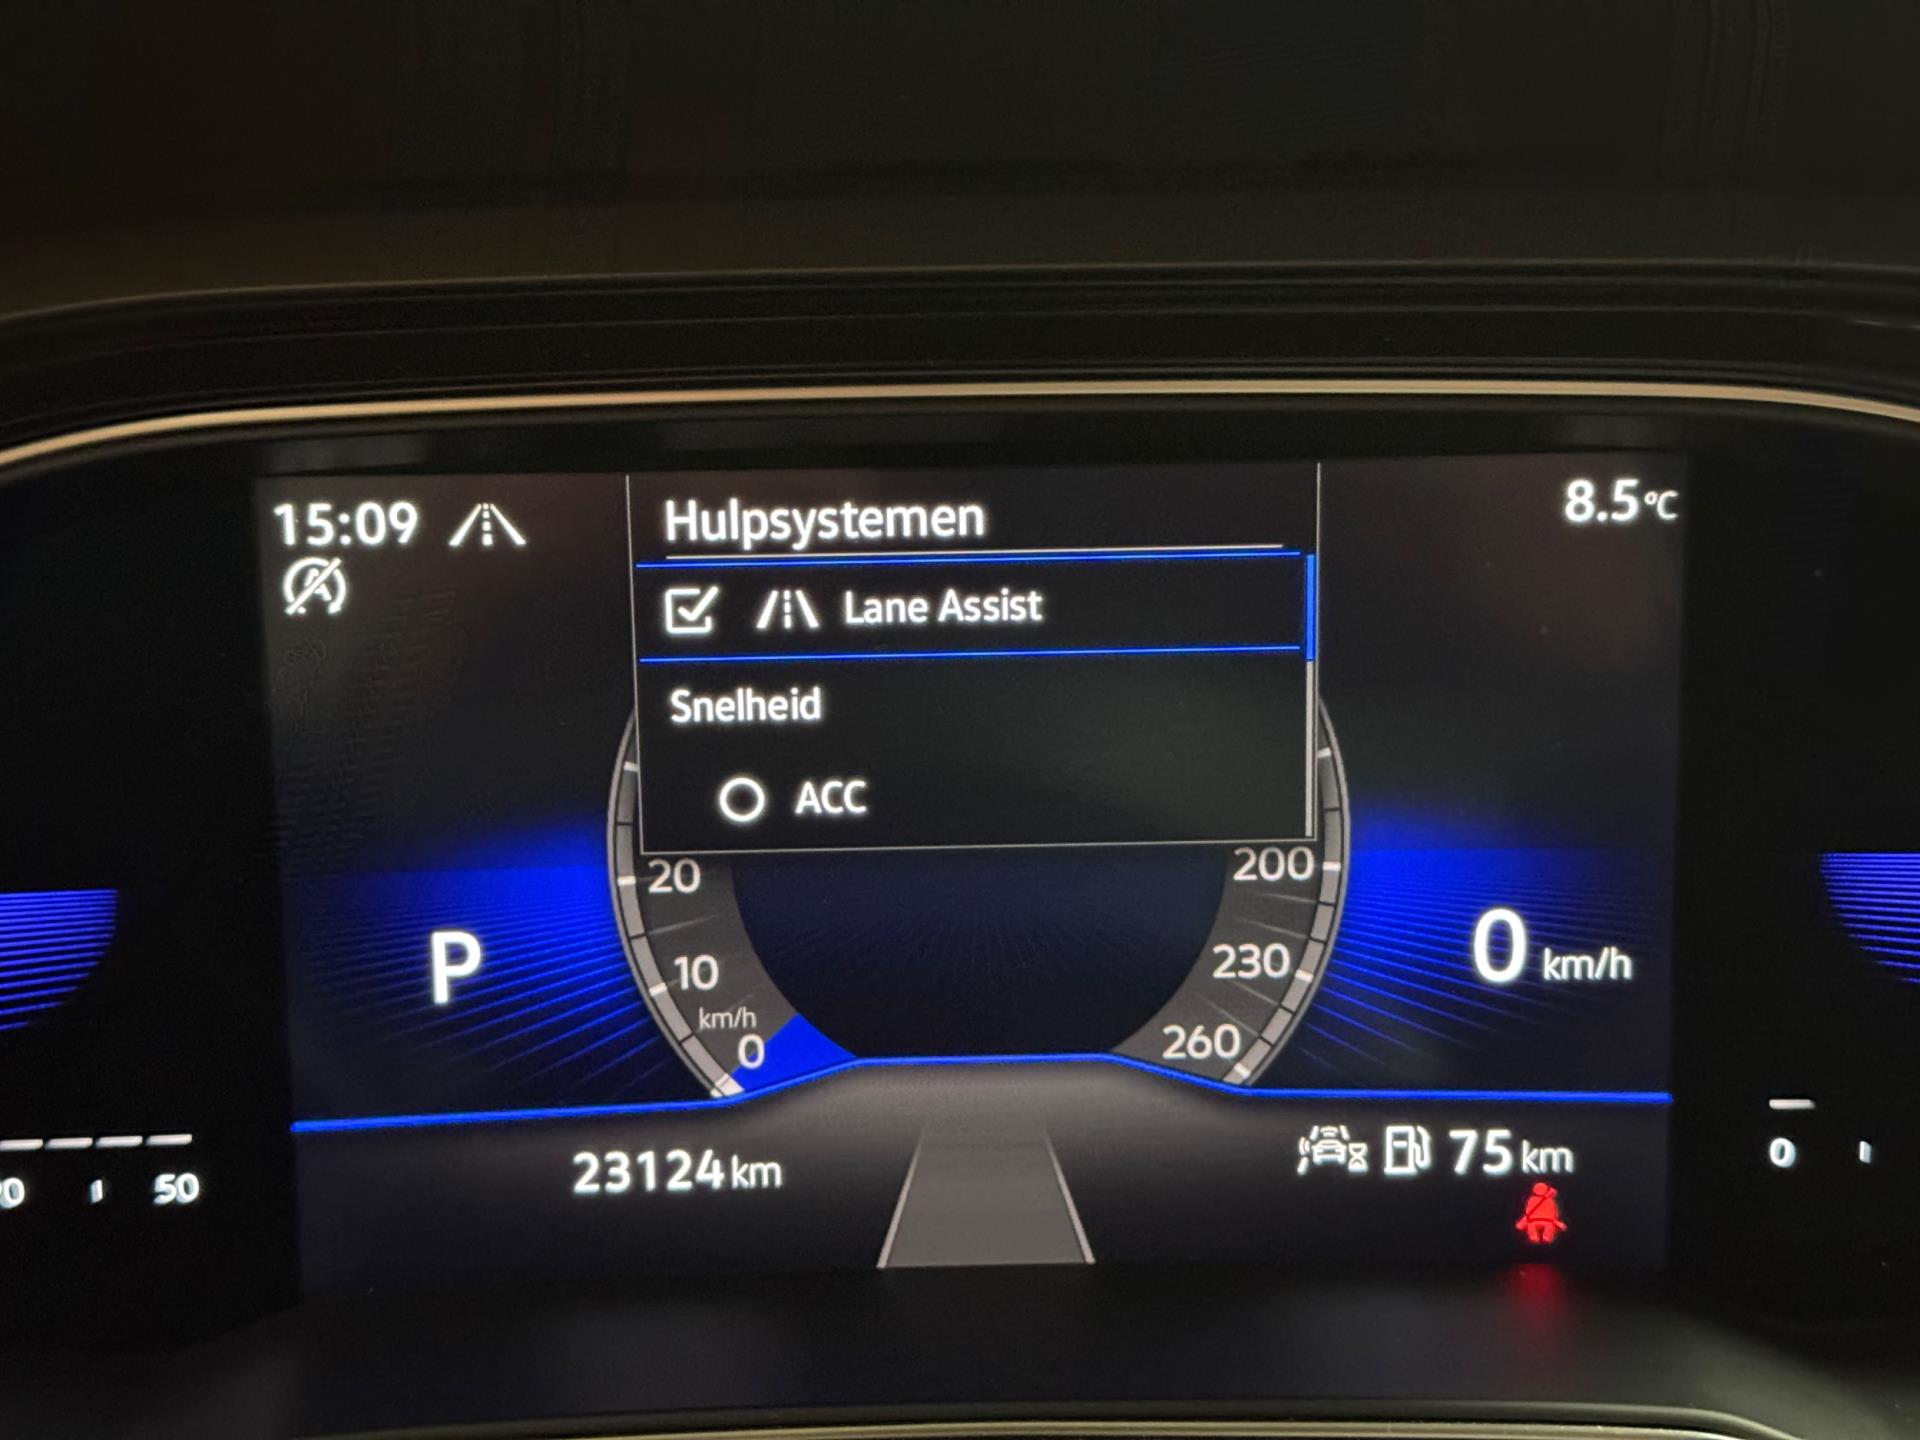 15:09
Hulpsystemen
8.5°C
Lane Assist
Snelheid
ACC
20
200
P
10
230
0 km/h
km/h
0
260
23124 km
75 km
50
0